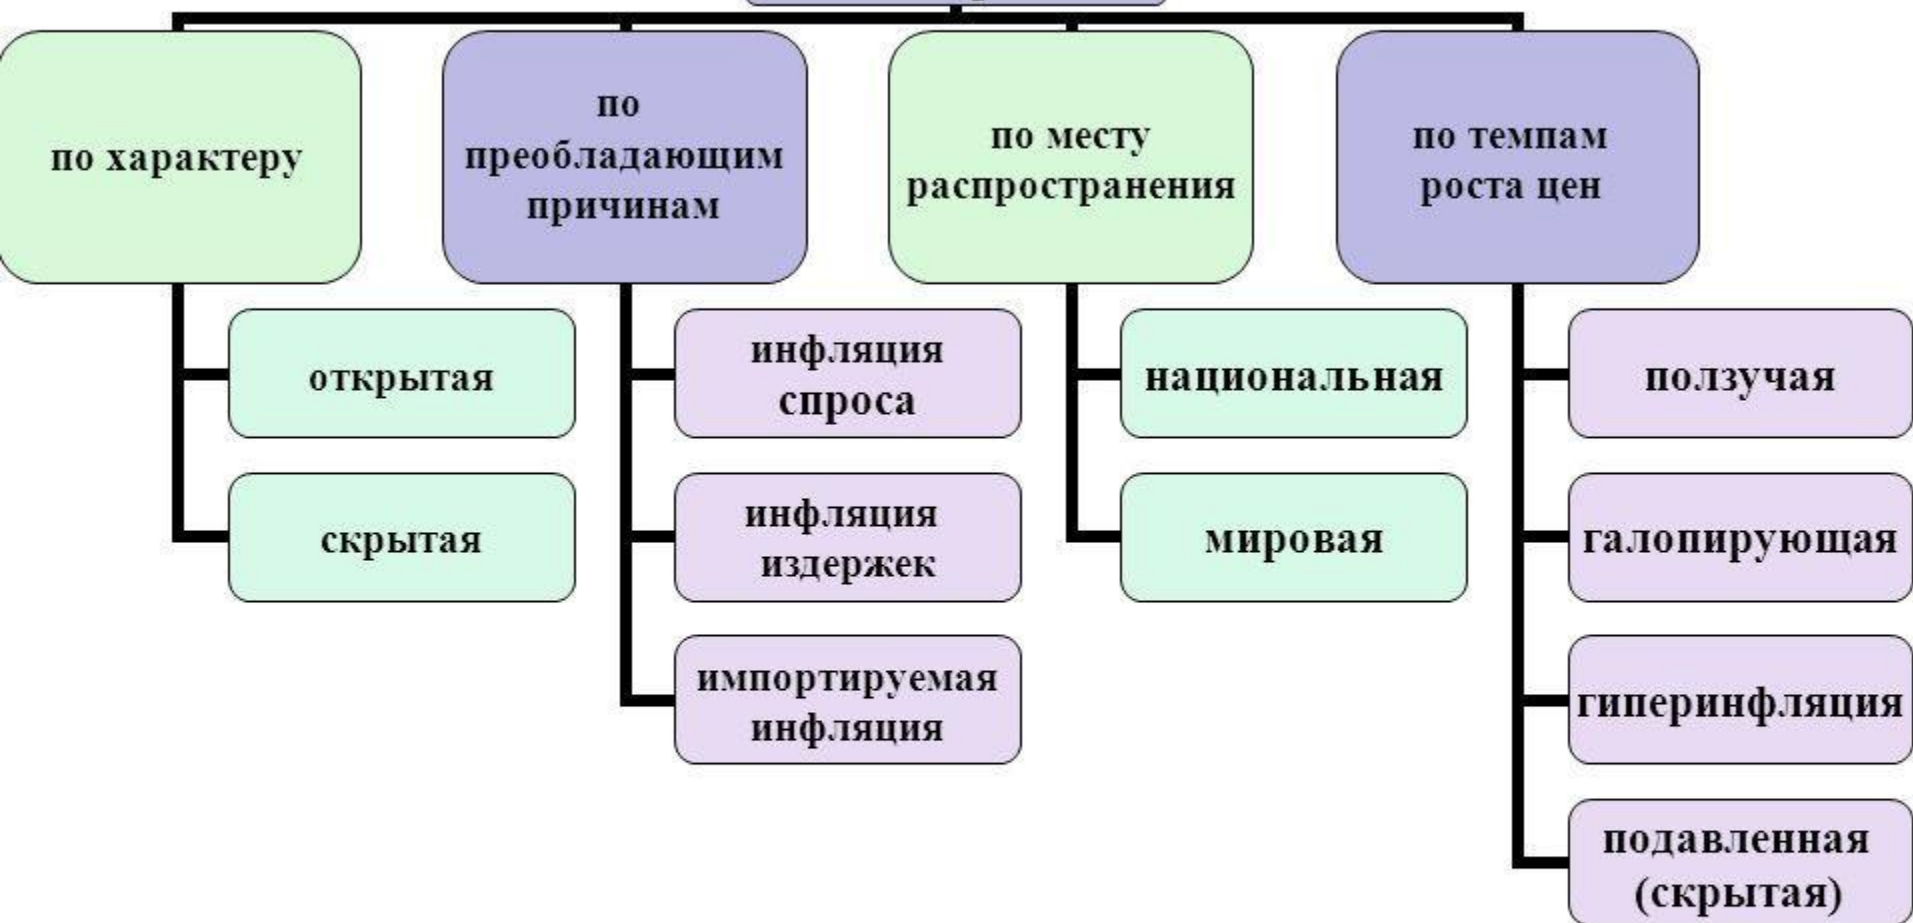 по характеру
по
преобладающим
причинам
по месту
распространения
по темпам
роста цен
открытая
скрытая
инфляция
спроса
инфляция
издержек
импортируемая
инфляция
национальная
мировая
ползучая
галопирующая
гиперинфляция
подавленная
(скрытая)